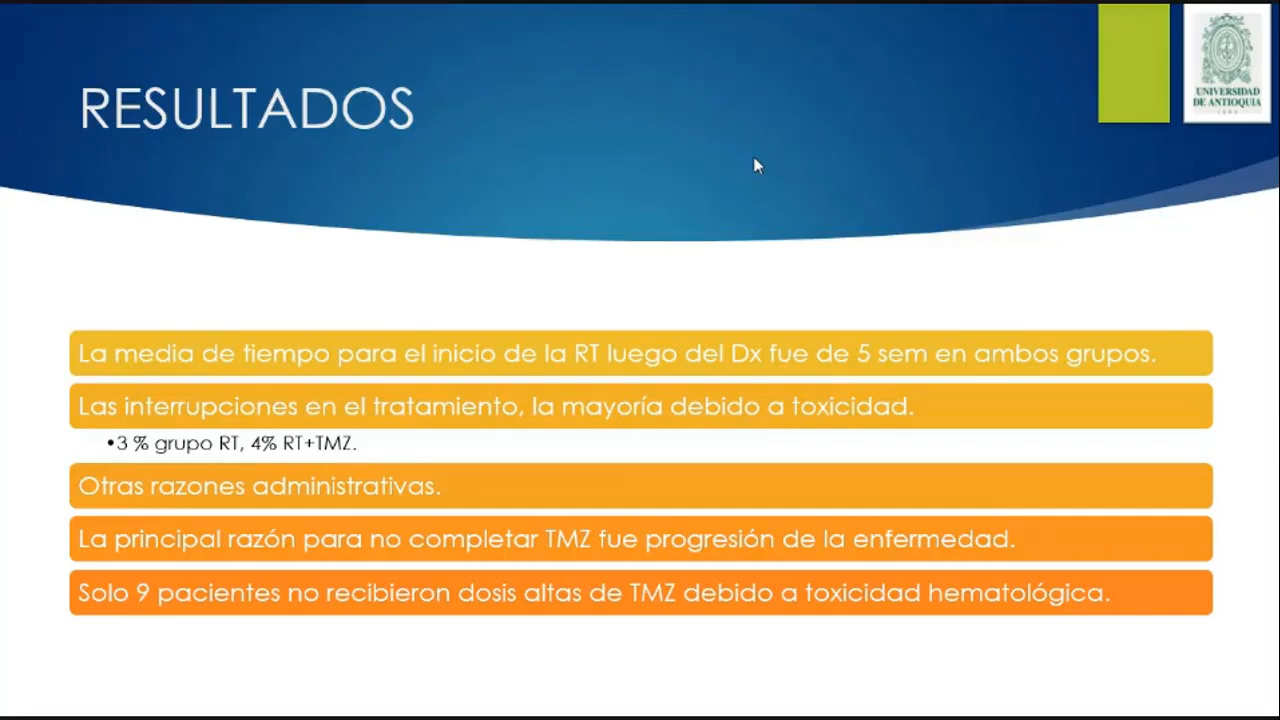 RESULTADOS
UNIVERSIDAD
DE ANTIOQUIA
1803
La media de tiempo para el inicio de la RT luego del Dx fue de 5 sem en ambos grupos.
Las interrupciones en el tratamiento, la mayoría debido a toxicidad.
•3 % grupo RT, 4% RT+TMZ.
Otras razones administrativas.
La principal razón para no completar TMZ fue progresión de la enfermedad.
Solo 9 pacientes no recibieron dosis altas de TMZ debido a toxicidad hematológica.